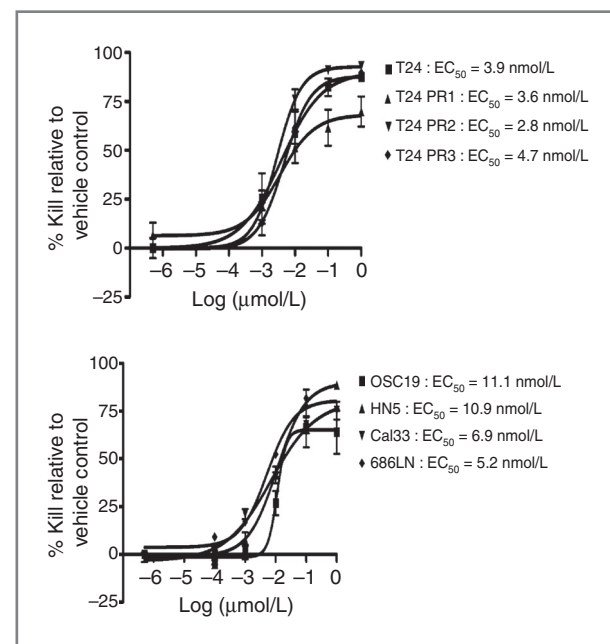 % Kill relative to
vehicle control
100
75
50
25
0
−25
−6 −5 −4 −3 −2 −1 0
Log (μmol/L)
T24 : EC50 = 3.9 nmol/L
T24 PR1 : EC50 = 3.6 nmol/L
T24 PR2 : EC50 = 2.8 nmol/L
T24 PR3 : EC50 = 4.7 nmol/L
% Kill relative to
vehicle control
100
75
50
25
0
−25
−6 −5 −4 −3 −2 −1 0
Log (μmol/L)
OSC19 : EC50 = 11.1 nmol/L
HN5 : EC50 = 10.9 nmol/L
Cal33 : EC50 = 6.9 nmol/L
686LN : EC50 = 5.2 nmol/L